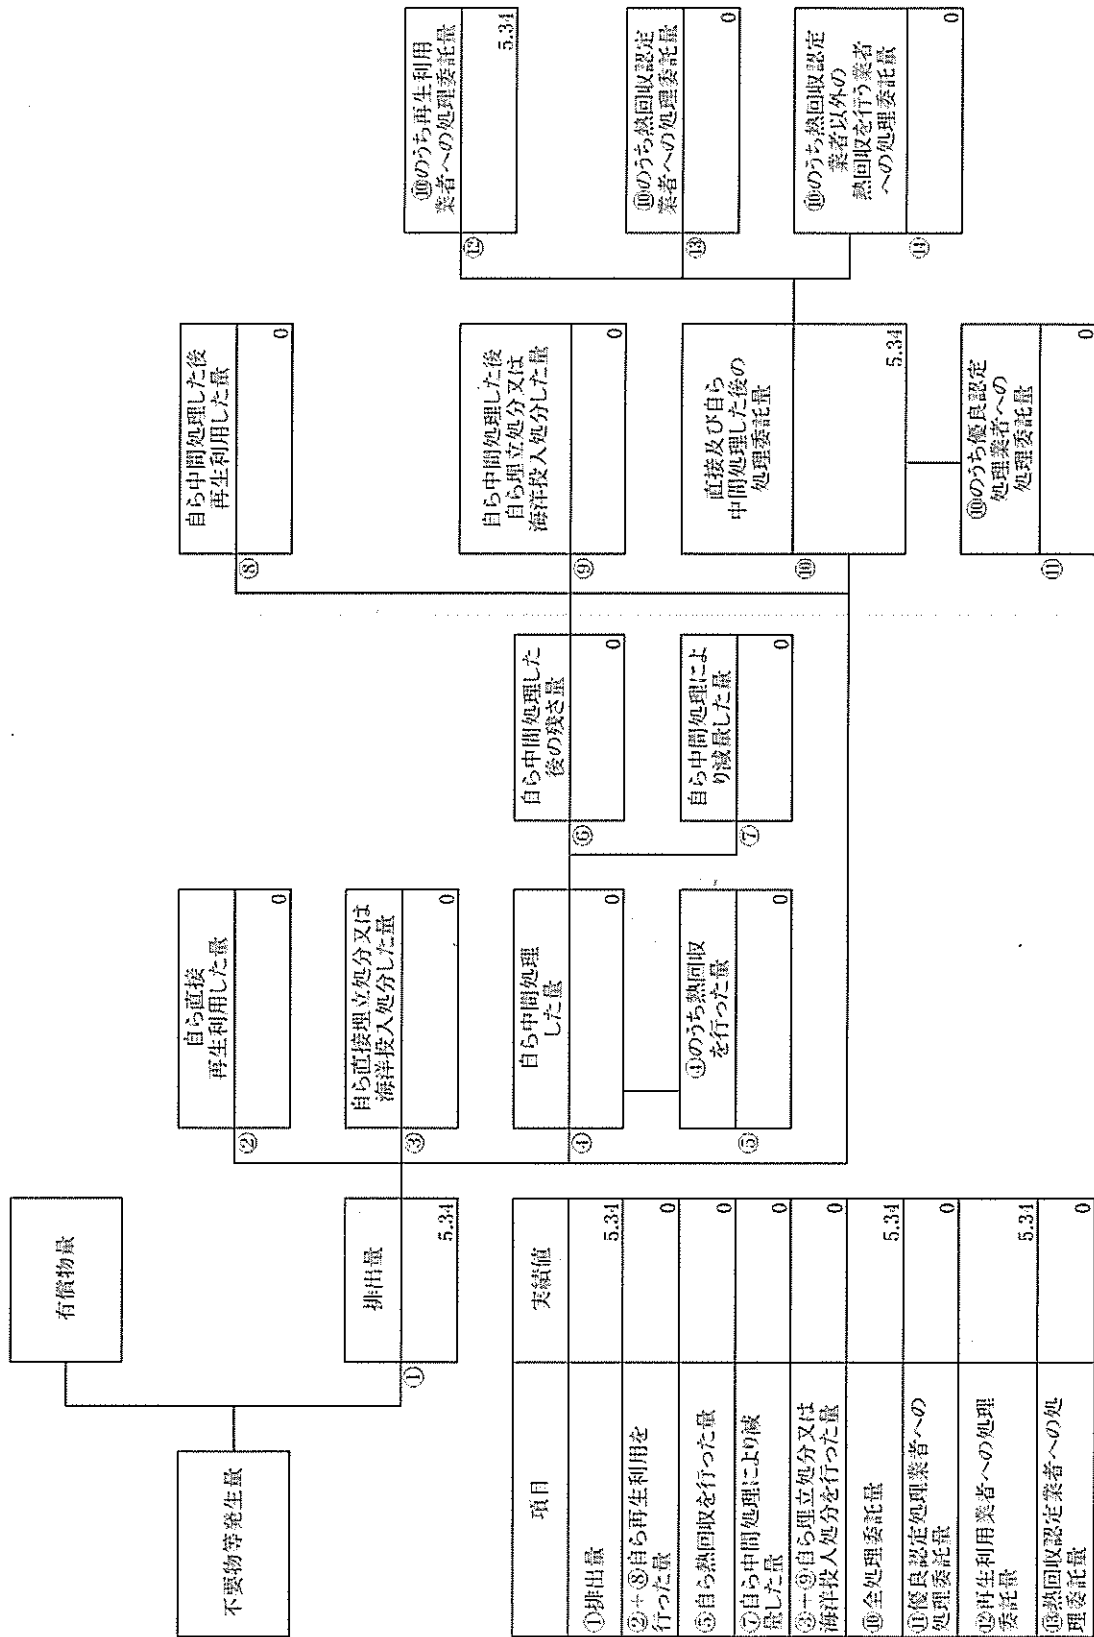 不要物等発生量
有償物量
排出量
①
5.34
自ら直接
再生利用した量
②
0
自ら直接埋立処分又は
海洋投入処分した量
③
0
自ら中間処理
した量
④
0
④のうち熱回収
を行った量
⑤
0
自ら中間処理した
後の残さ量
⑥
0
自ら中間処理によ
り減量した量
⑦
0
自ら中間処理した後
再生利用した量
⑧
0
自ら中間処理した後
自ら埋立処分又は
海洋投入処分した量
⑨
0
直接及び自ら
中間処理した後の
処理委託量
⑩
5.34
⑩のうち優良認定
処理業者への
処理委託量
⑪
0
⑩のうち再生利用
業者への処理委託量
⑫
5.34
⑩のうち熱回収認定
業者への処理委託量
⑬
0
⑩のうち熱回収認定
業者以外の
熱回収を行う業者
への処理委託量
⑭
0
項目 実績値
①排出量 5.34
②+⑧自ら再生利用を
行った量 0
⑤自ら熱回収を行った量 0
⑦自ら中間処理により減
量した量 0
③+⑨自ら埋立処分又は
海洋投入処分を行った量 0
⑩全処理委託量 5.34
⑪優良認定処理業者への
処理委託量 0
⑫再生利用業者への処理
委託量 5.34
⑬熱回収認定業者への処
理委託量 0